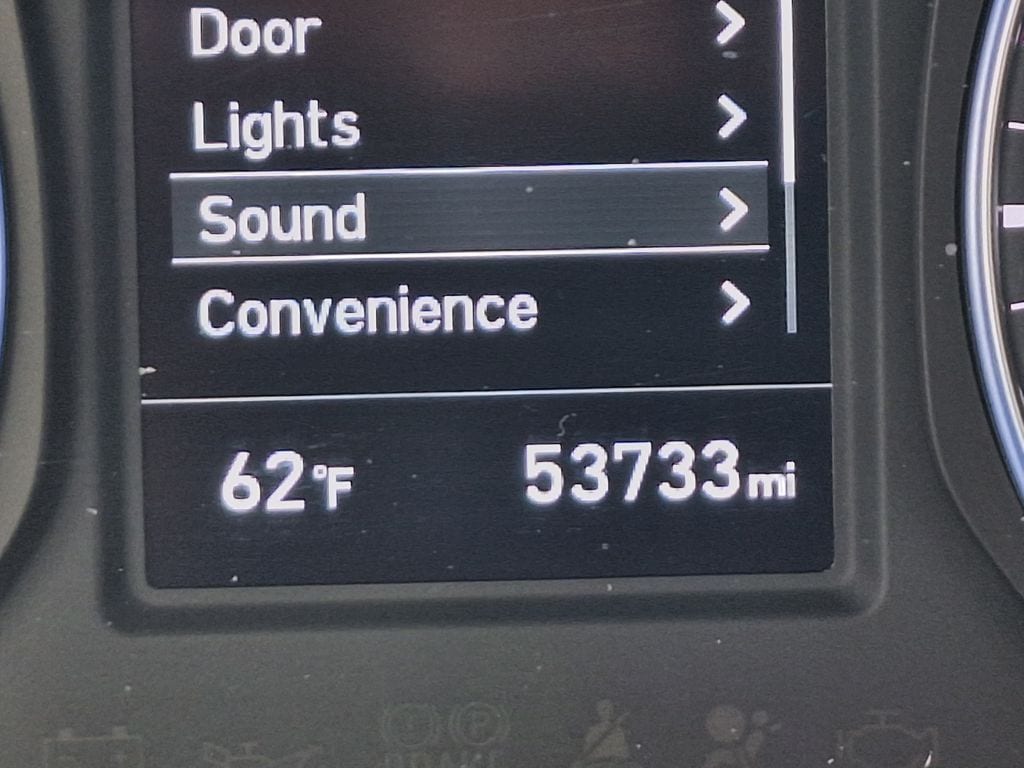 Door
Lights
Sound
Convenience
62°F 53733mi